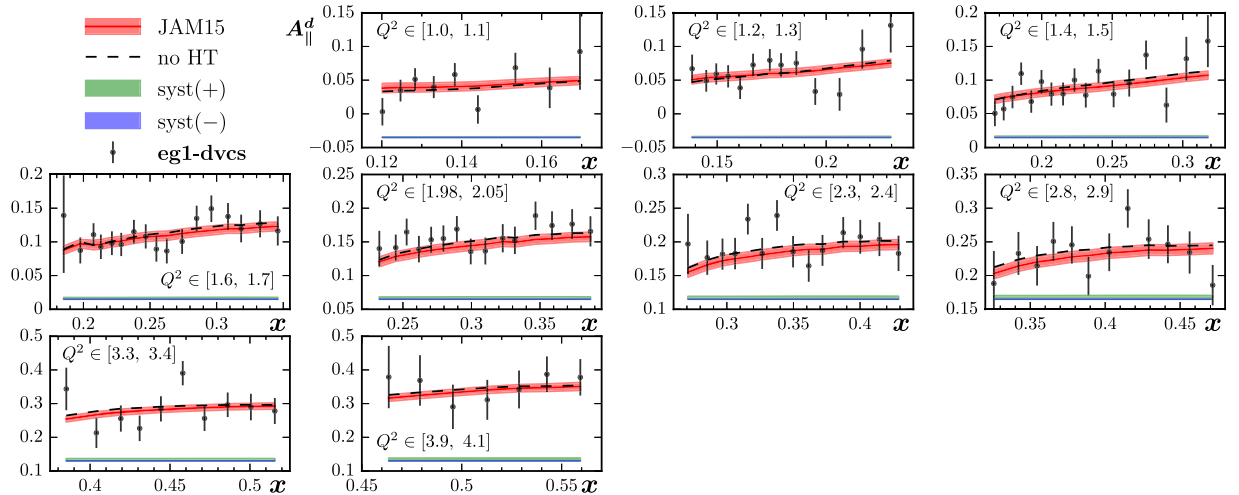 JAM15
no HT
syst(+)
syst(−)
eg1-dvcs
A∥^d
Q² ∈ [1.0, 1.1]
0.15
0.10
0.05
0
−0.05
0.12 0.14 0.16 x
Q² ∈ [1.2, 1.3]
0.15
0.10
0.05
0
−0.05
0.15 0.2 x
Q² ∈ [1.4, 1.5]
0.2
0.15
0.1
0.05
0
0.2 0.25 0.3 x
0.2
0.15
0.1
0.05
0
Q² ∈ [1.6, 1.7]
0.2 0.25 0.3 x
Q² ∈ [1.98, 2.05]
0.25
0.2
0.15
0.1
0.05
0.25 0.3 0.35 x
Q² ∈ [2.3, 2.4]
0.3
0.25
0.2
0.15
0.1
0.3 0.35 0.4 x
Q² ∈ [2.8, 2.9]
0.35
0.3
0.25
0.2
0.15
0.35 0.4 0.45 x
Q² ∈ [3.3, 3.4]
0.5
0.4
0.3
0.2
0.1
0.4 0.45 0.5 x
0.5
0.4
0.3
0.2
0.1
Q² ∈ [3.9, 4.1]
0.45 0.5 0.55 x